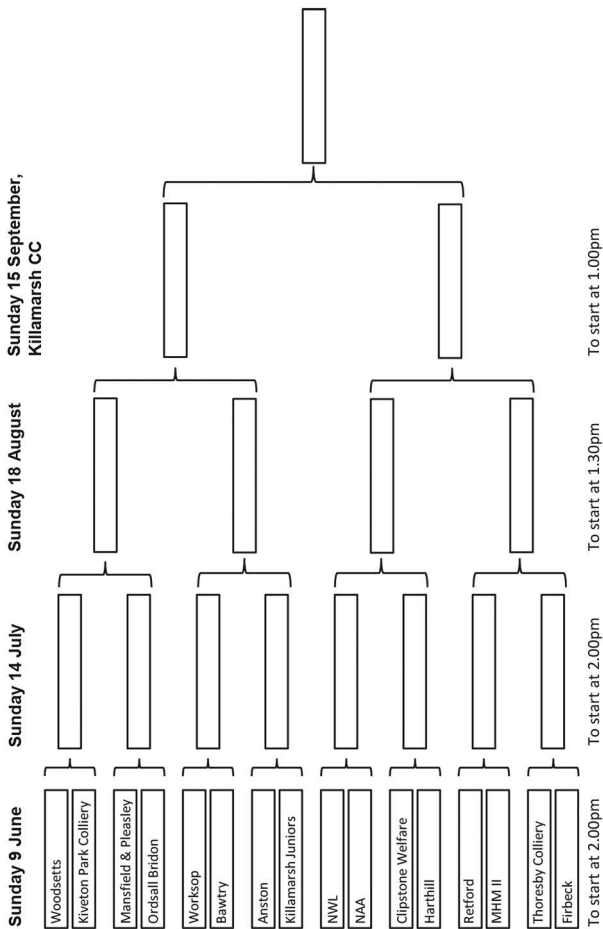 Sunday 9 June
Woodsetts
Kiveton Park Colliery
Mansfield & Pleasley
Ordsall Bridon
Worksop
Bawtry
Anston
Killamarsh Juniors
NWL
NAA
Clipstone Welfare
Harthill
Retford
MHM II
Thoresby Colliery
Firbeck
To start at 2.00pm
Sunday 14 July
To start at 2.00pm
Sunday 18 August
To start at 1.30pm
Sunday 15 September,
Killamarsh CC
To start at 1.00pm